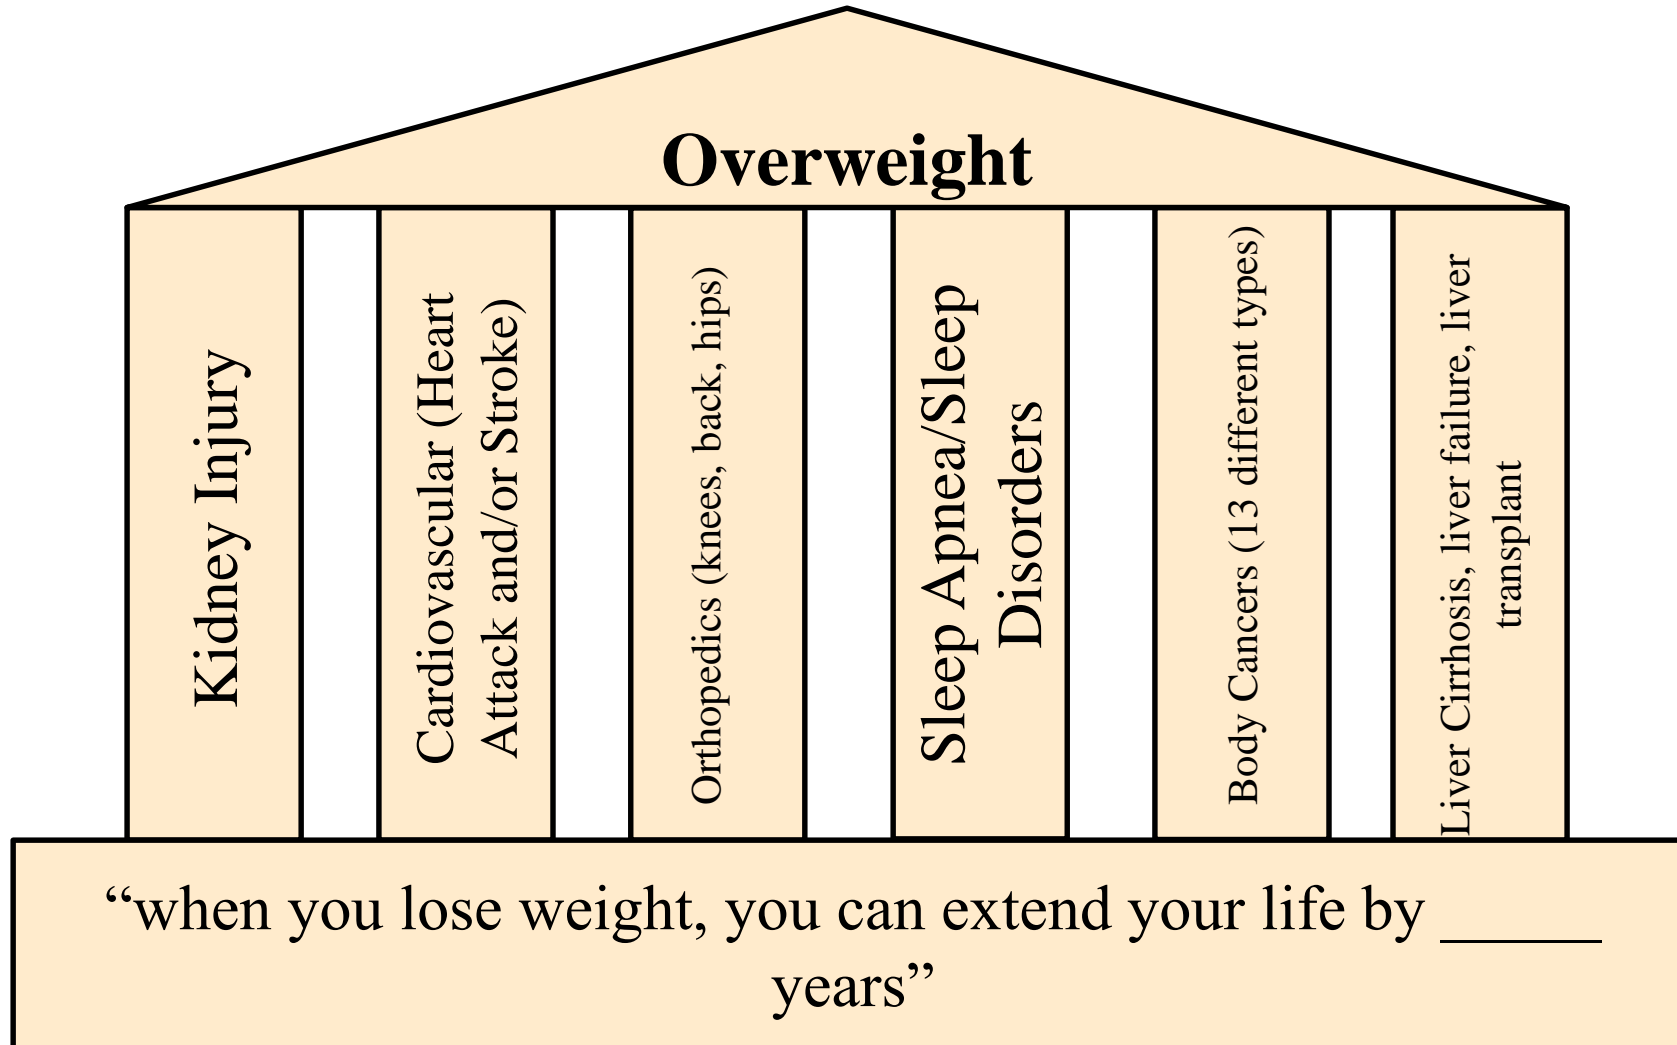 Overweight
Kidney Injury
Cardiovascular (Heart
Attack and/or Stroke)
Orthopedics (knees, back, hips)
Sleep Apnea/Sleep
Disorders
Body Cancers (13 different types)
Liver Cirrhosis, liver failure, liver
transplant
“when you lose weight, you can extend your life by _____
years”